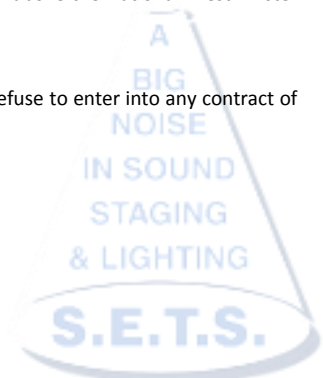 A
BIG
efuse to enter into any contract of
NOISE
IN SOUND
STAGING
& LIGHTING
S.E.T.S.